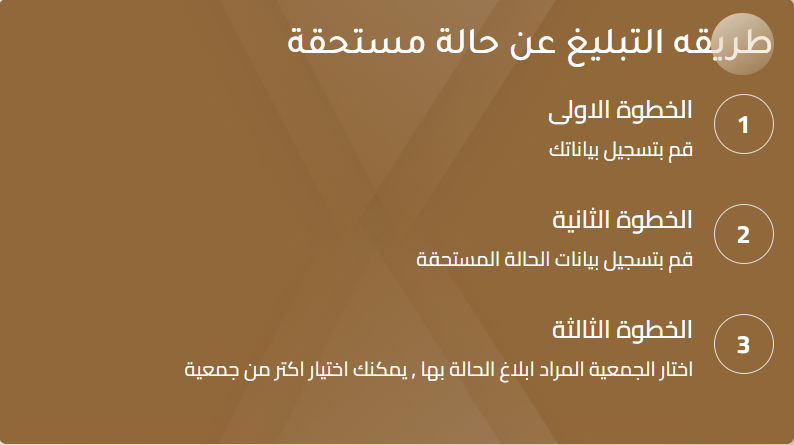 طريقه التبليغ عن حالة مستحقة
1
الخطوة الاولى
قم بتسجيل بياناتك
2
الخطوة الثانية
قم بتسجيل بيانات الحالة المستحقة
3
الخطوة الثالثة
اختار الجمعية المراد ابلاغ الحالة بها , يمكنك اختيار اكتر من جمعية